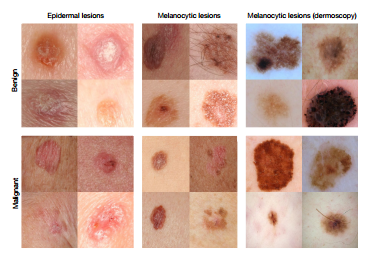 Epidermal lesions
Melanocytic lesions
Melanocytic lesions (dermoscopy)
Benign
Malignant